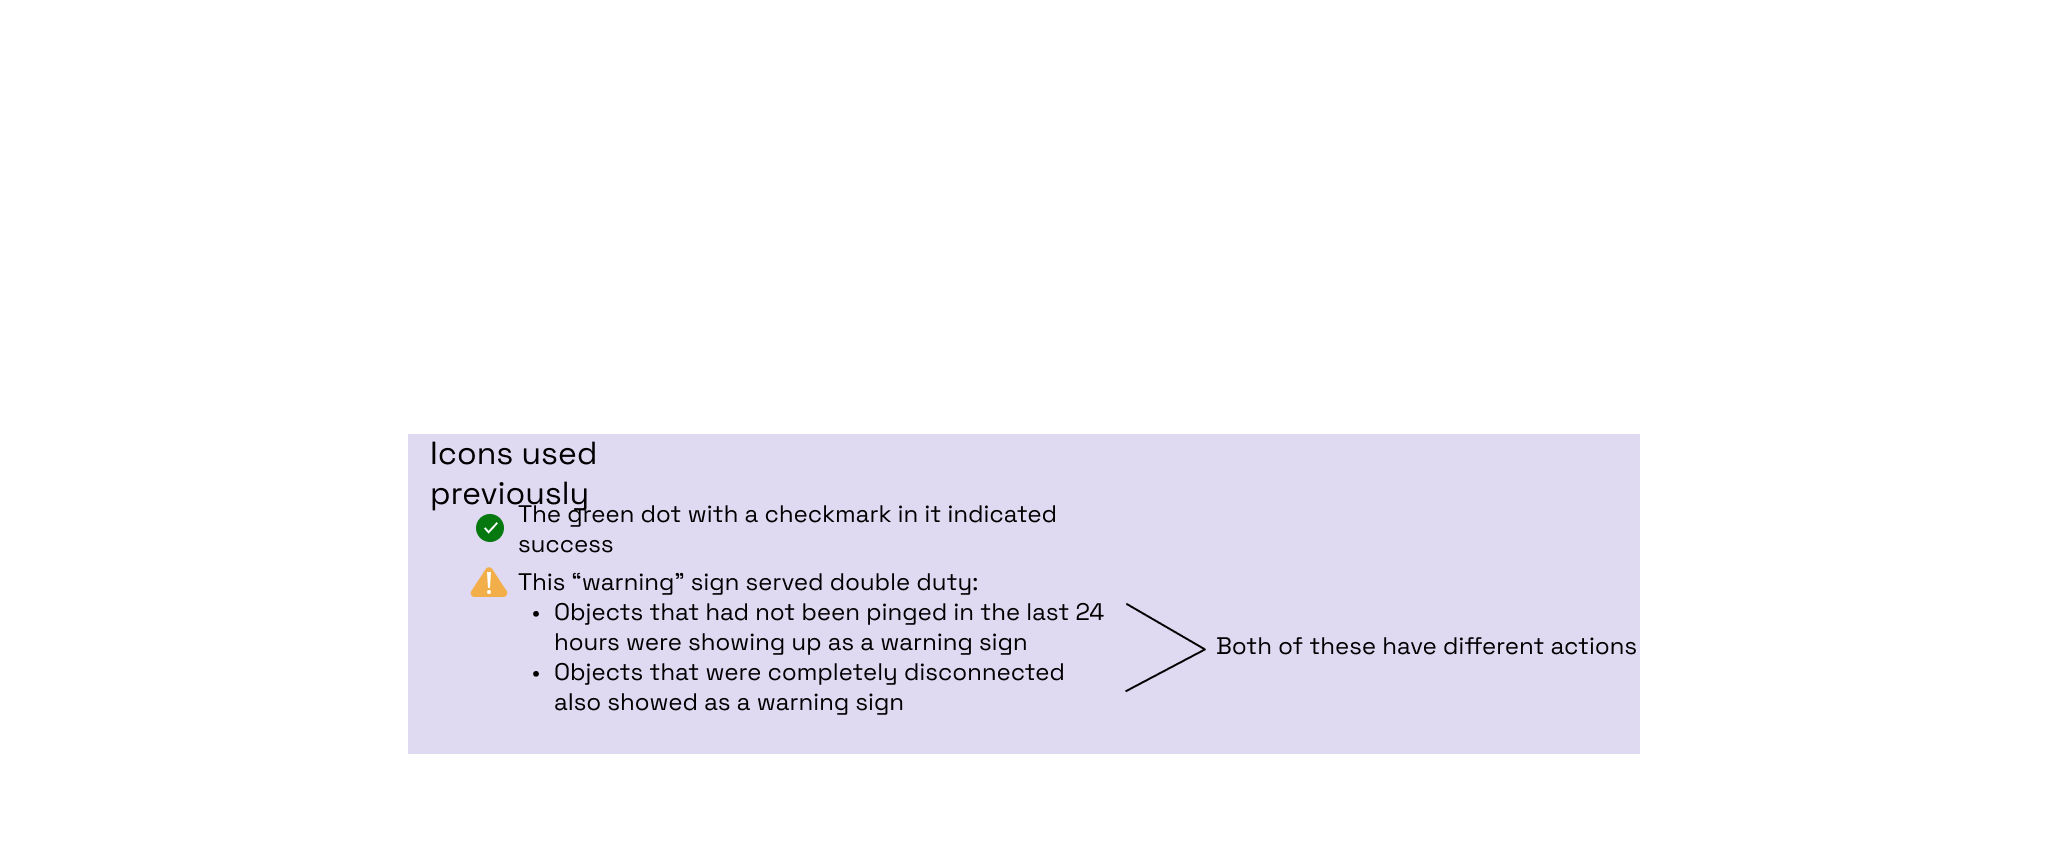 Icons used
previously
The green dot with a checkmark in it indicated
success
This “warning” sign served double duty:
• Objects that had not been pinged in the last 24
hours were showing up as a warning sign
• Objects that were completely disconnected
also showed as a warning sign
Both of these have different actions